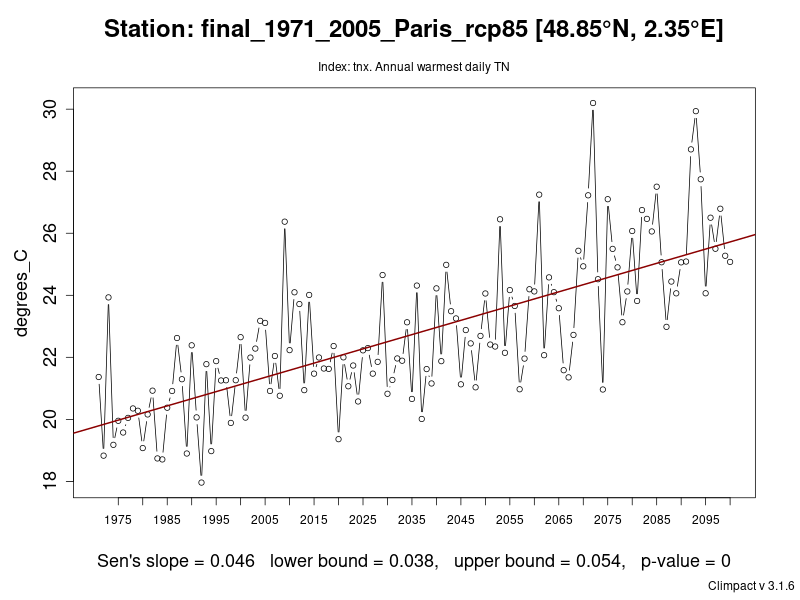 Station: final_1971_2005_Paris_rcp85 [48.85°N, 2.35°E]
Index: tnx. Annual warmest daily TN
degrees_C
30
28
26
24
22
20
18
1975 1985 1995 2005 2015 2025 2035 2045 2055 2065 2075 2085 2095
Sen's slope = 0.046 lower bound = 0.038, upper bound = 0.054, p-value = 0
Climpact v 3.1.6